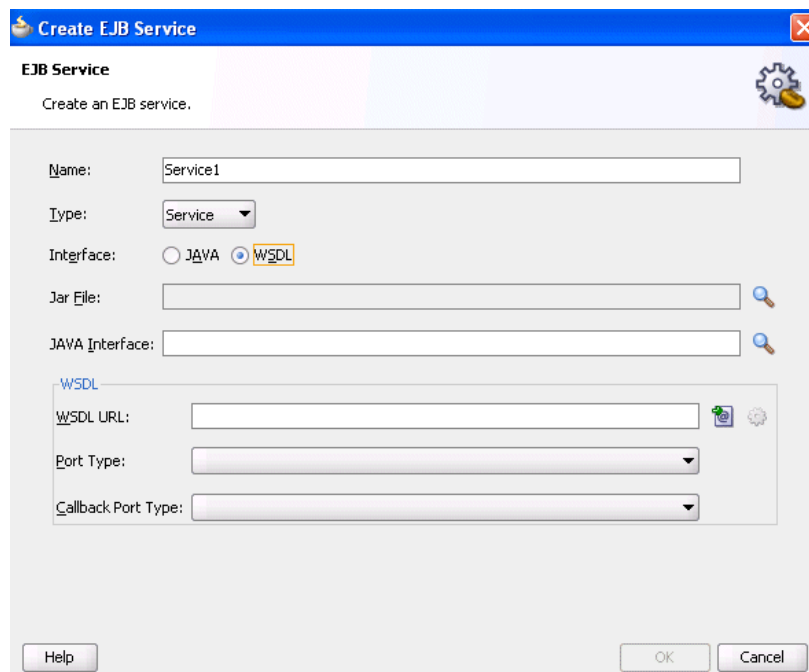 Create EJB Service
EJB Service
Create an EJB service.
Name: Service1
Type: Service
Interface: JAVA WSDL
Jar File:
JAVA Interface:
WSDL
WSDL URL:
Port Type:
Callback Port Type:
Help OK Cancel